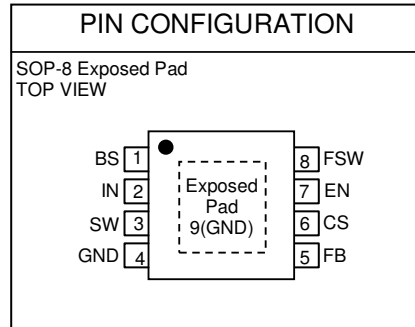 PIN CONFIGURATION
SOP-8 Exposed Pad
TOP VIEW
BS 1
IN 2
SW 3
GND 4
Exposed
Pad
9(GND)
8 FSW
7 EN
6 CS
5 FB